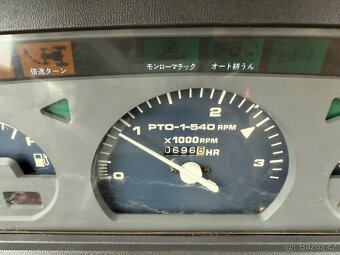 倍速ターン
モンローマチック
オート耕うん
PTO-1-540 RPM
x1000RPM
0 1 2 3
0696 HR
F